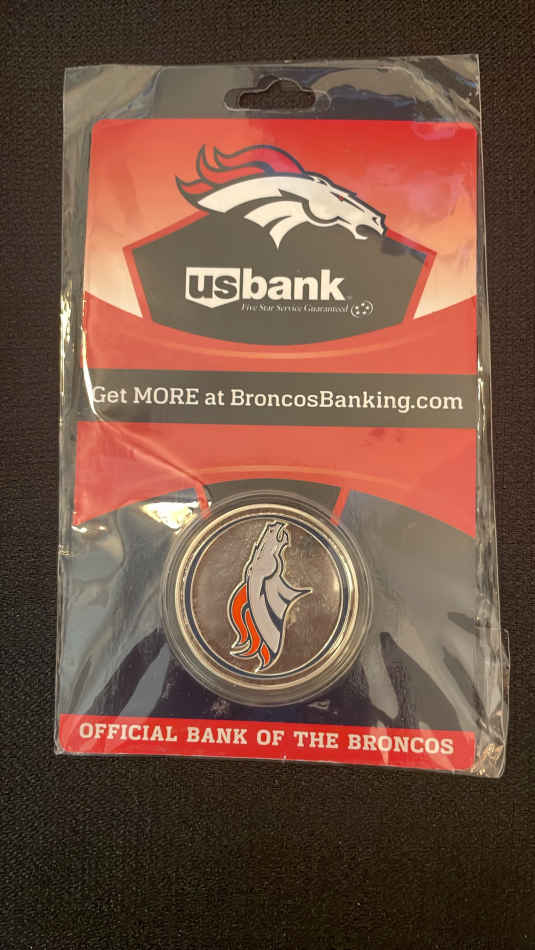 usbank
Five Star Service Guaranteed
Get MORE at BroncosBanking.com
OFFICIAL BANK OF THE BRONCOS